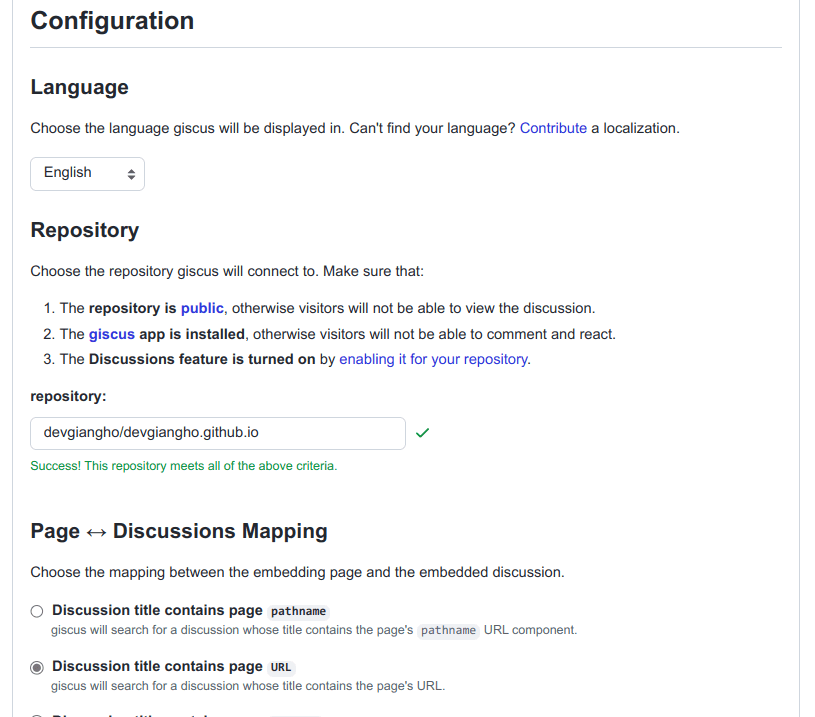 Configuration
Language
Choose the language giscus will be displayed in. Can't find your language? Contribute a localization.
English
Repository
Choose the repository giscus will connect to. Make sure that:
1. The repository is public, otherwise visitors will not be able to view the discussion.
2. The giscus app is installed, otherwise visitors will not be able to comment and react.
3. The Discussions feature is turned on by enabling it for your repository.
repository:
devgiangho/devgiangho.github.io
Success! This repository meets all of the above criteria.
Page ↔ Discussions Mapping
Choose the mapping between the embedding page and the embedded discussion.
Discussion title contains page pathname
giscus will search for a discussion whose title contains the page's pathname URL component.
Discussion title contains page URL
giscus will search for a discussion whose title contains the page's URL.